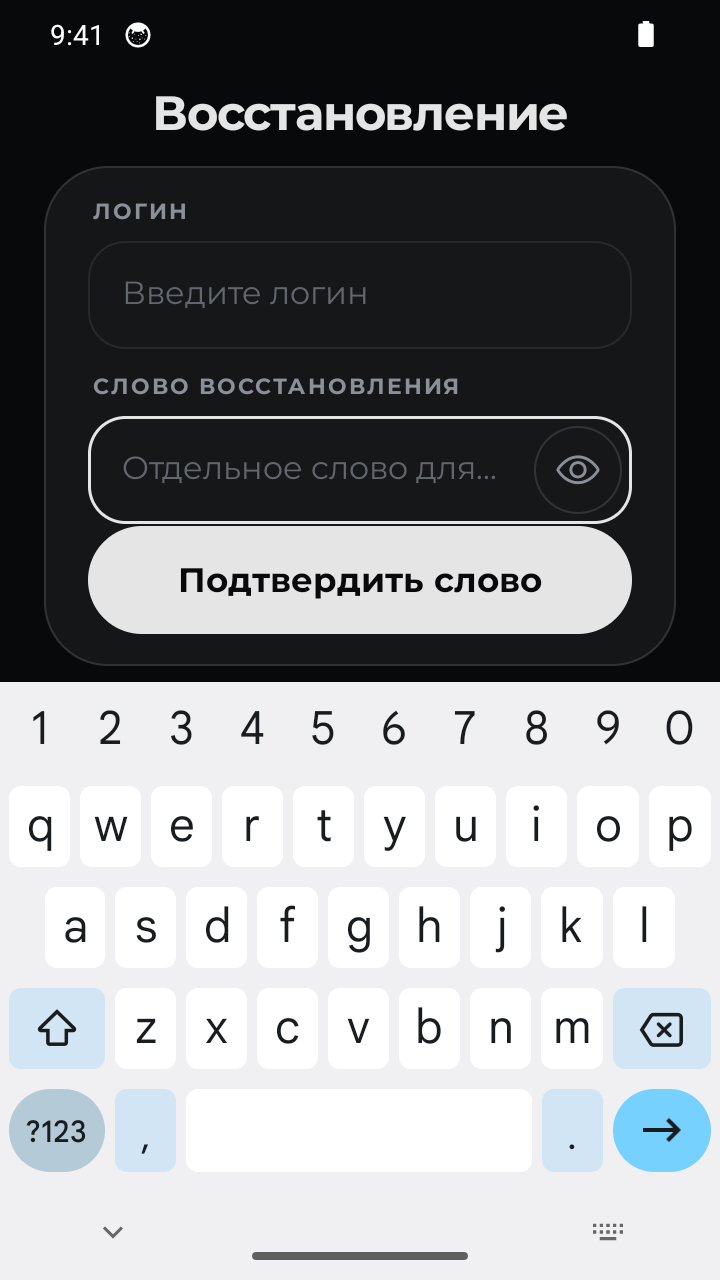 9:41
Восстановление
ЛОГИН
Введите логин
СЛОВО ВОССТАНОВЛЕНИЯ
Отдельное слово для...
Подтвердить слово
1 2 3 4 5 6 7 8 9 0
q w e r t y u i o p
a s d f g h j k l
z x c v b n m
?123 , .